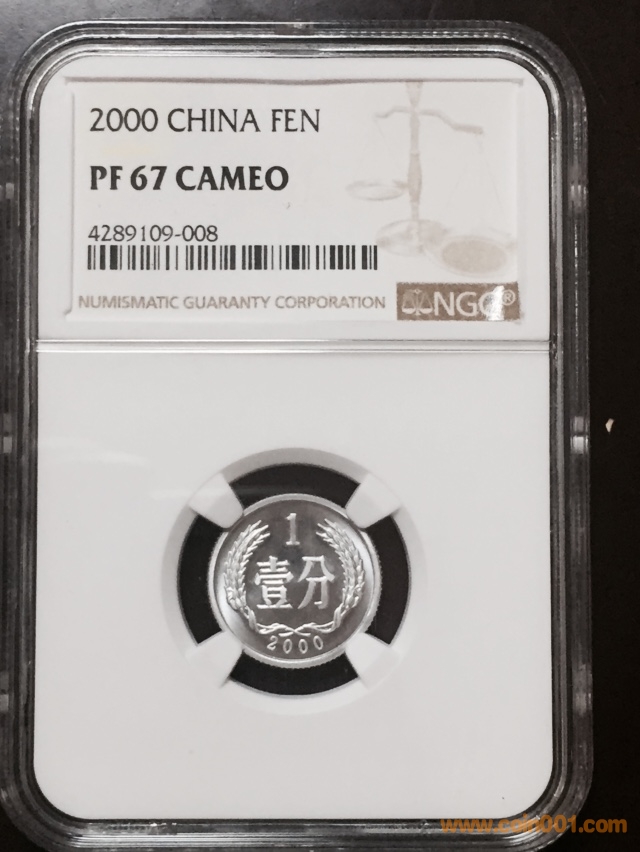 2000 CHINA FEN
PF 67 CAMEO
4289109-008
NUMISMATIC GUARANTY CORPORATION
NGC®
1
壹分
2000
www.coin001.com